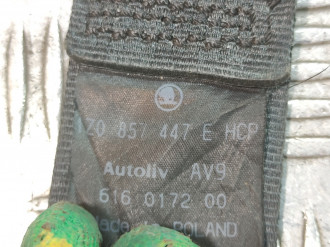 1Z0 857 447 E HCP
Autoliv AV9
616 0172 00
POLAND